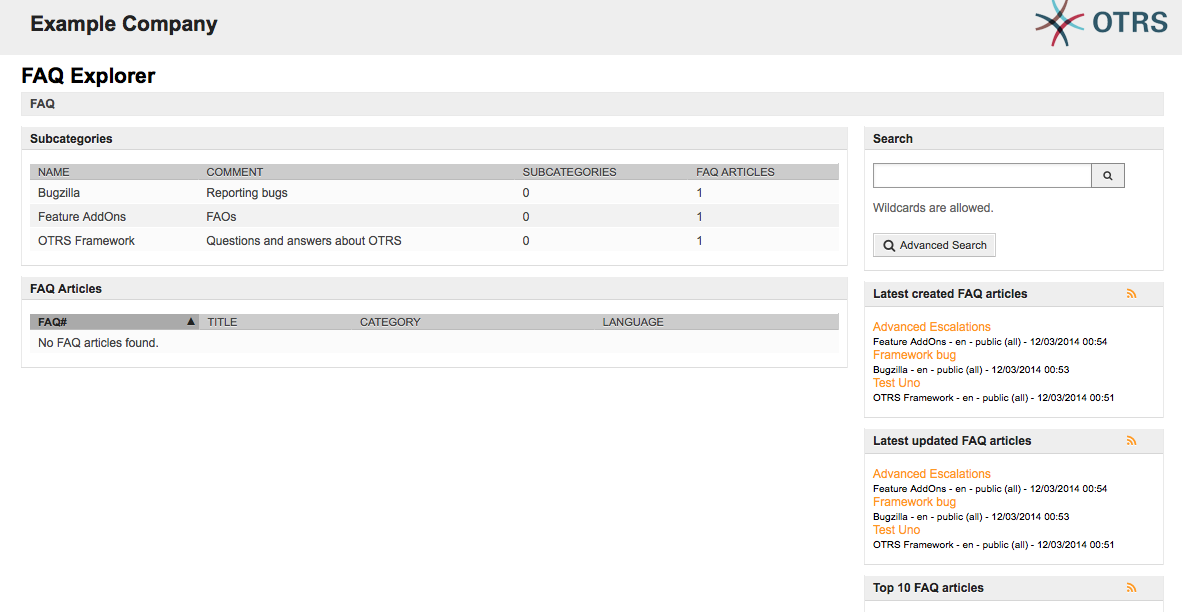 Example Company
OTRS
FAQ Explorer
FAQ
Subcategories
NAME COMMENT SUBCATEGORIES FAQ ARTICLES
Bugzilla Reporting bugs 0 1
Feature AddOns FAOs 0 1
OTRS Framework Questions and answers about OTRS 0 1
FAQ Articles
FAQ# ▲ TITLE CATEGORY LANGUAGE
No FAQ articles found.
Search
Wildcards are allowed.
Advanced Search
Latest created FAQ articles
Advanced Escalations
Feature AddOns - en - public (all) - 12/03/2014 00:54
Framework bug
Bugzilla - en - public (all) - 12/03/2014 00:53
Test Uno
OTRS Framework - en - public (all) - 12/03/2014 00:51
Latest updated FAQ articles
Advanced Escalations
Feature AddOns - en - public (all) - 12/03/2014 00:54
Framework bug
Bugzilla - en - public (all) - 12/03/2014 00:53
Test Uno
OTRS Framework - en - public (all) - 12/03/2014 00:51
Top 10 FAQ articles